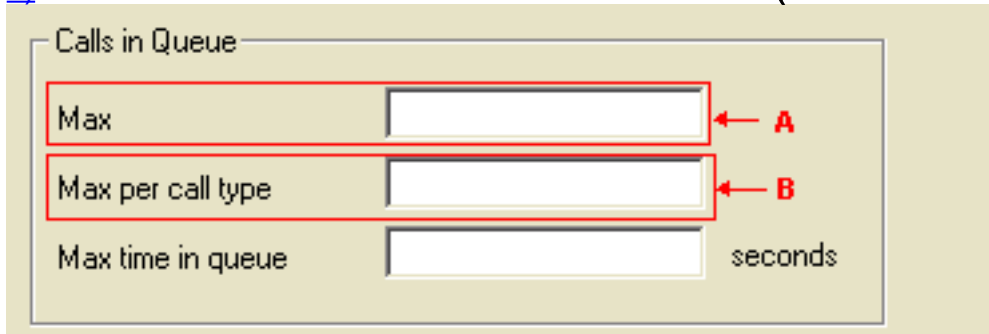 Calls in Queue
Max A
Max per call type B
Max time in queue seconds